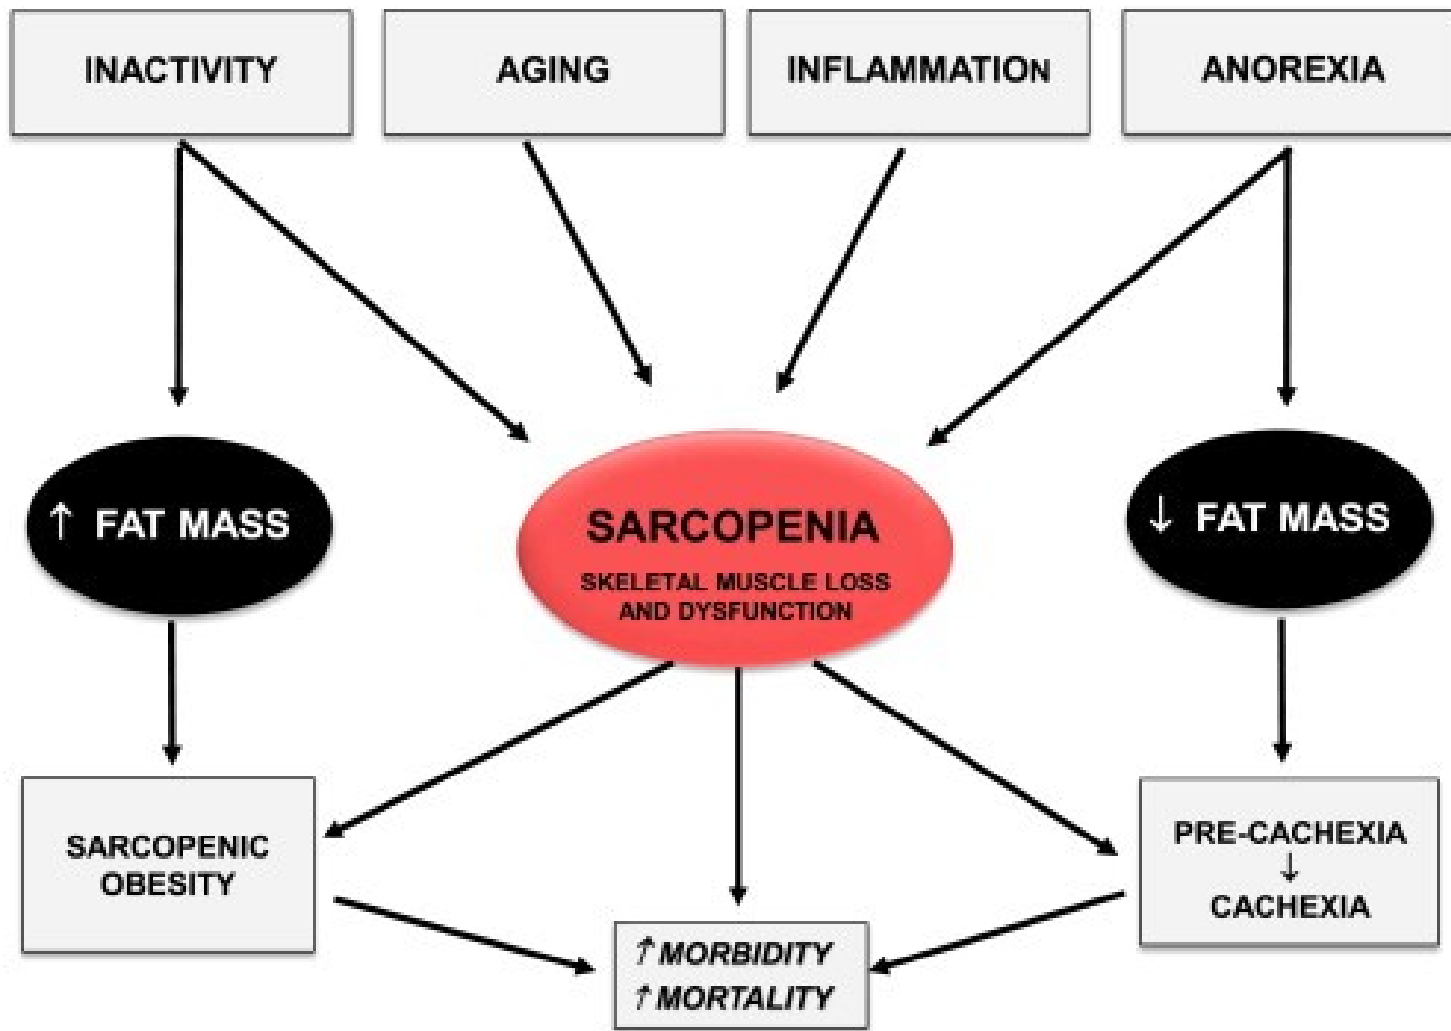 INACTIVITY
AGING
INFLAMMATION
ANOREXIA
↑ FAT MASS
SARCOPENIA
SKELETAL MUSCLE LOSS
AND DYSFUNCTION
↓ FAT MASS
SARCOPENIC
OBESITY
PRE-CACHEXIA
↓
CACHEXIA
↑ MORBIDITY
↑ MORTALITY